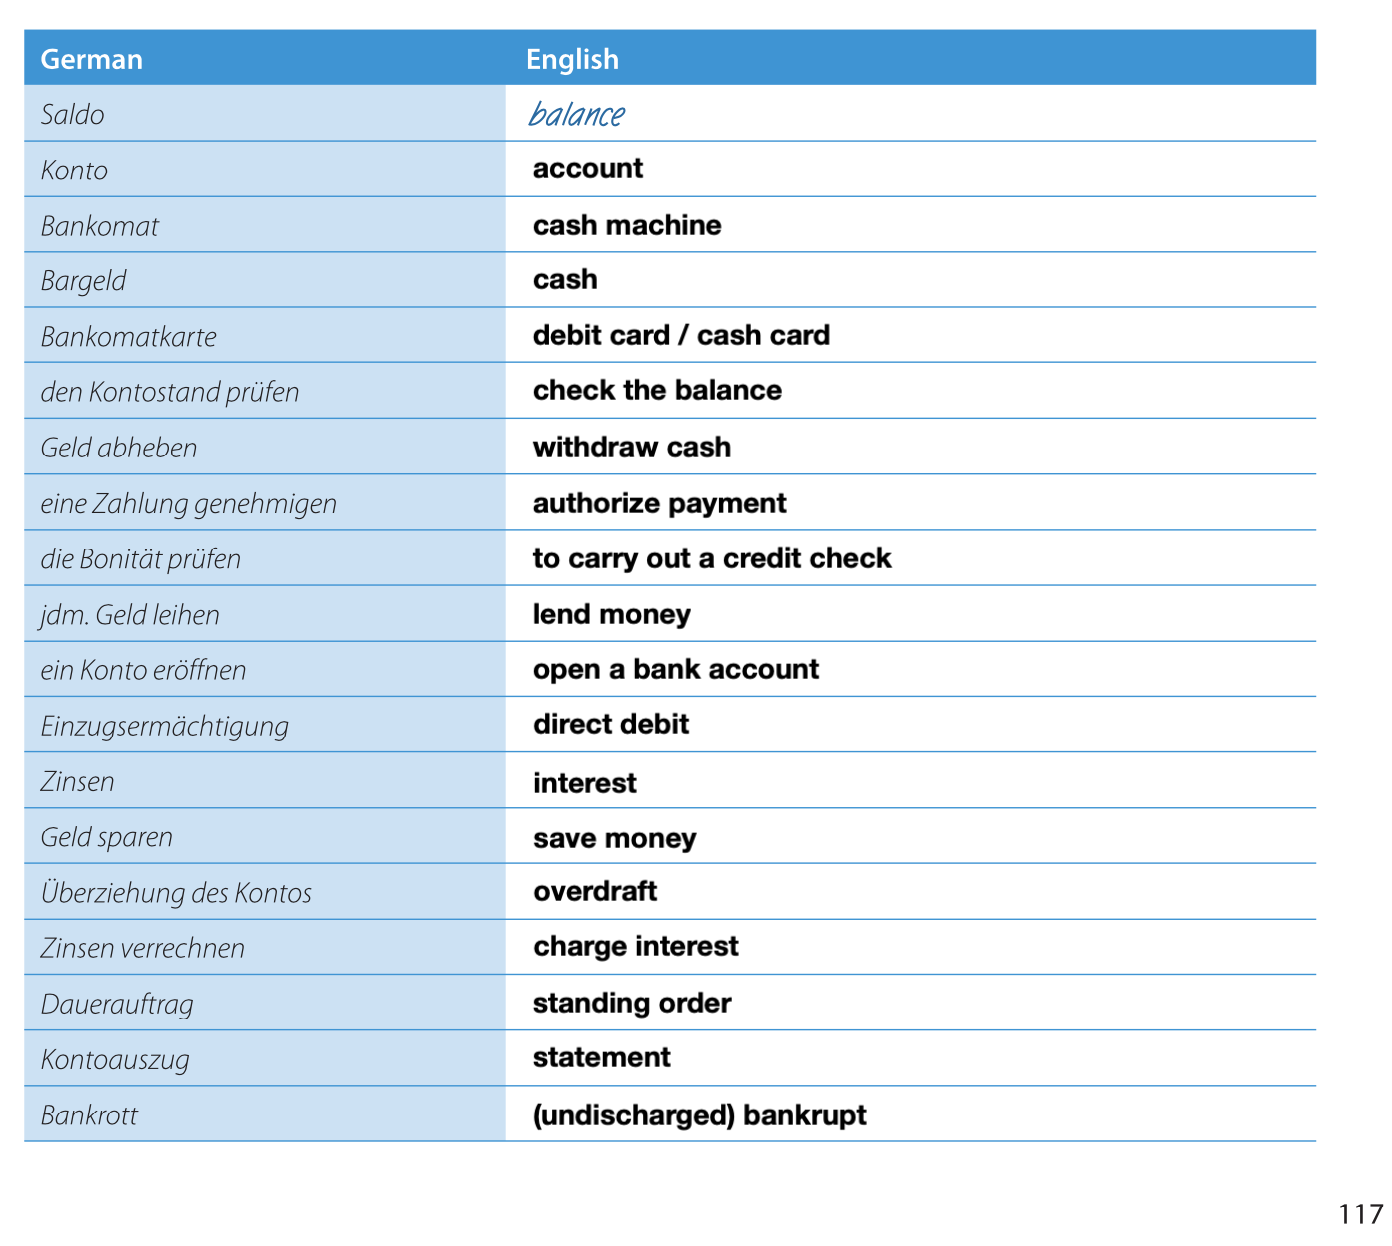 German English
Saldo balance
Konto account
Bankomat cash machine
Bargeld cash
Bankomatkarte debit card / cash card
den Kontostand prüfen check the balance
Geld abheben withdraw cash
eine Zahlung genehmigen authorize payment
die Bonität prüfen to carry out a credit check
jdm. Geld leihen lend money
ein Konto eröffnen open a bank account
Einzugsermächtigung direct debit
Zinsen interest
Geld sparen save money
Überziehung des Kontos overdraft
Zinsen verrechnen charge interest
Dauerauftrag standing order
Kontoauszug statement
Bankrott (undischarged) bankrupt
117